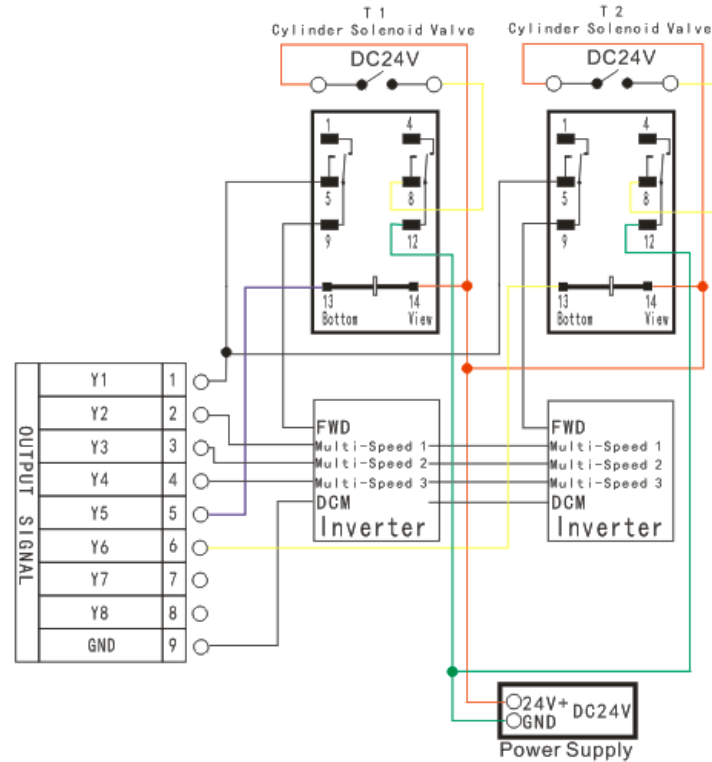 T 1
Cylinder Solenoid Valve
DC24V
1 4
5 8
9 12
13 14
Bottom View
T 2
Cylinder Solenoid Valve
DC24V
1 4
5 8
9 12
13 14
Bottom View
OUTPUT SIGNAL
Y1 1
Y2 2
Y3 3
Y4 4
Y5 5
Y6 6
Y7 7
Y8 8
GND 9
FWD
Multi-Speed 1
Multi-Speed 2
Multi-Speed 3
DCM
Inverter
FWD
Multi-Speed 1
Multi-Speed 2
Multi-Speed 3
DCM
Inverter
24V+ DC24V
GND
Power Supply